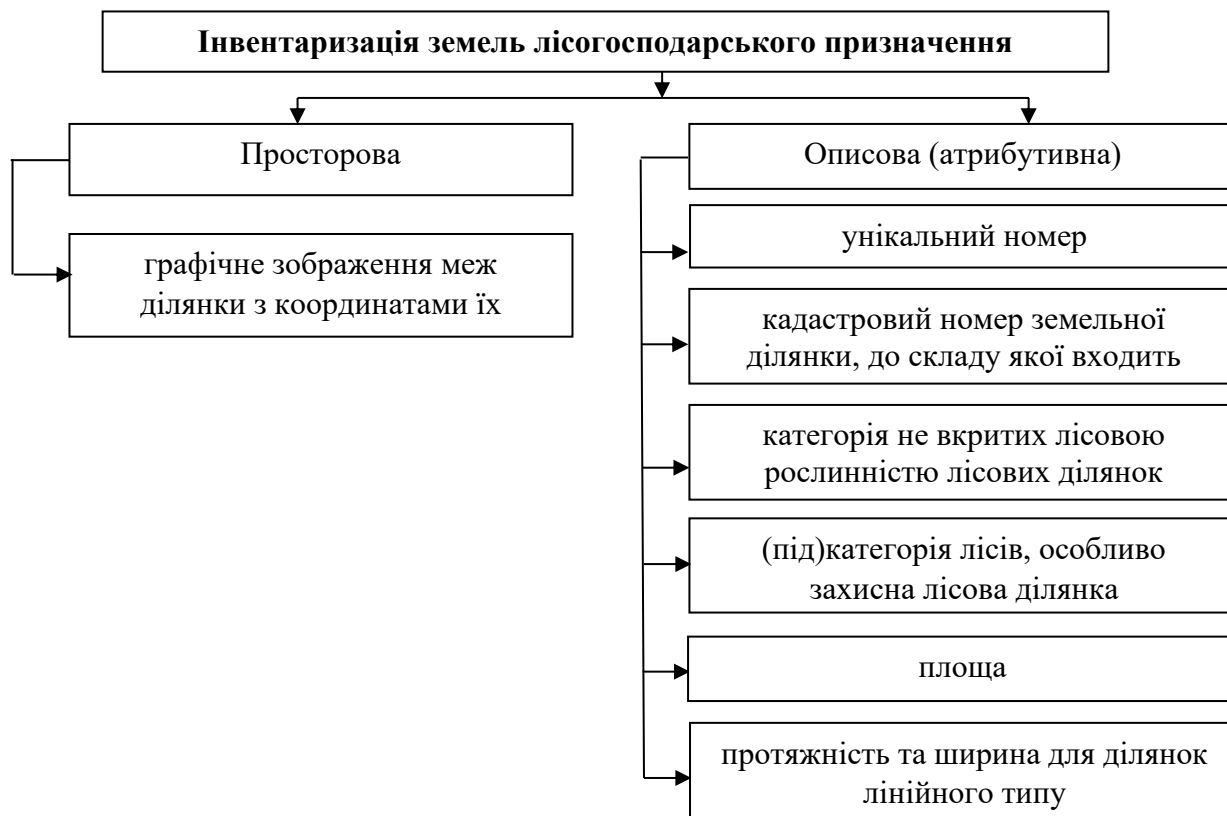 Інвентаризація земель лісогосподарського призначення
Просторова
графічне зображення меж
ділянки з координатами їх
Описова (атрибутивна)
унікальний номер
кадастровий номер земельної
ділянки, до складу якої входить
категорія не вкритих лісовою
рослинністю лісових ділянок
(під)категорія лісів, особливо
захисна лісова ділянка
площа
протяжність та ширина для ділянок
лінійного типу